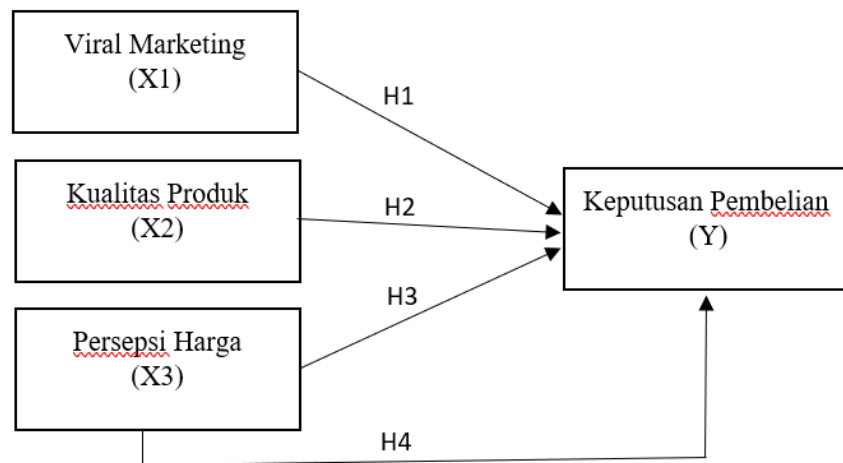 Viral Marketing
(X1)
H1
Kualitas Produk
(X2)
H2
Keputusan Pembelian
(Y)
H3
Persepsi Harga
(X3)
H4